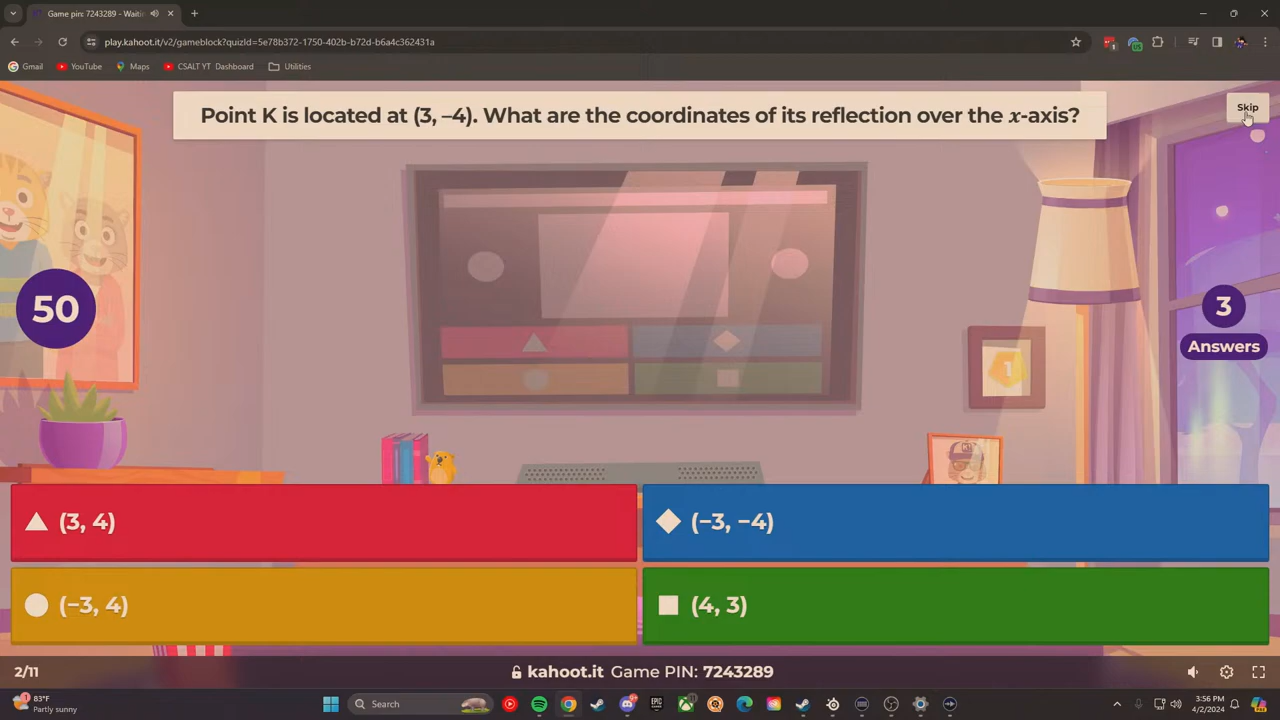 Game pin: 7243289 - Waitin
play.kahoot.it/v2/gameblock?quizId=5e78b372-1750-402b-b72d-b6a4c362431a
Gmail YouTube Maps CSALT YT Dashboard Utilities
Point K is located at (3, –4). What are the coordinates of its reflection over the x-axis?
Skip
50
1
3
Answers
(3, 4)
(−3, −4)
(−3, 4)
(4, 3)
2/11
kahoot.it Game PIN: 7243289
83°F
Partly sunny
Search
3:56 PM
4/2/2024